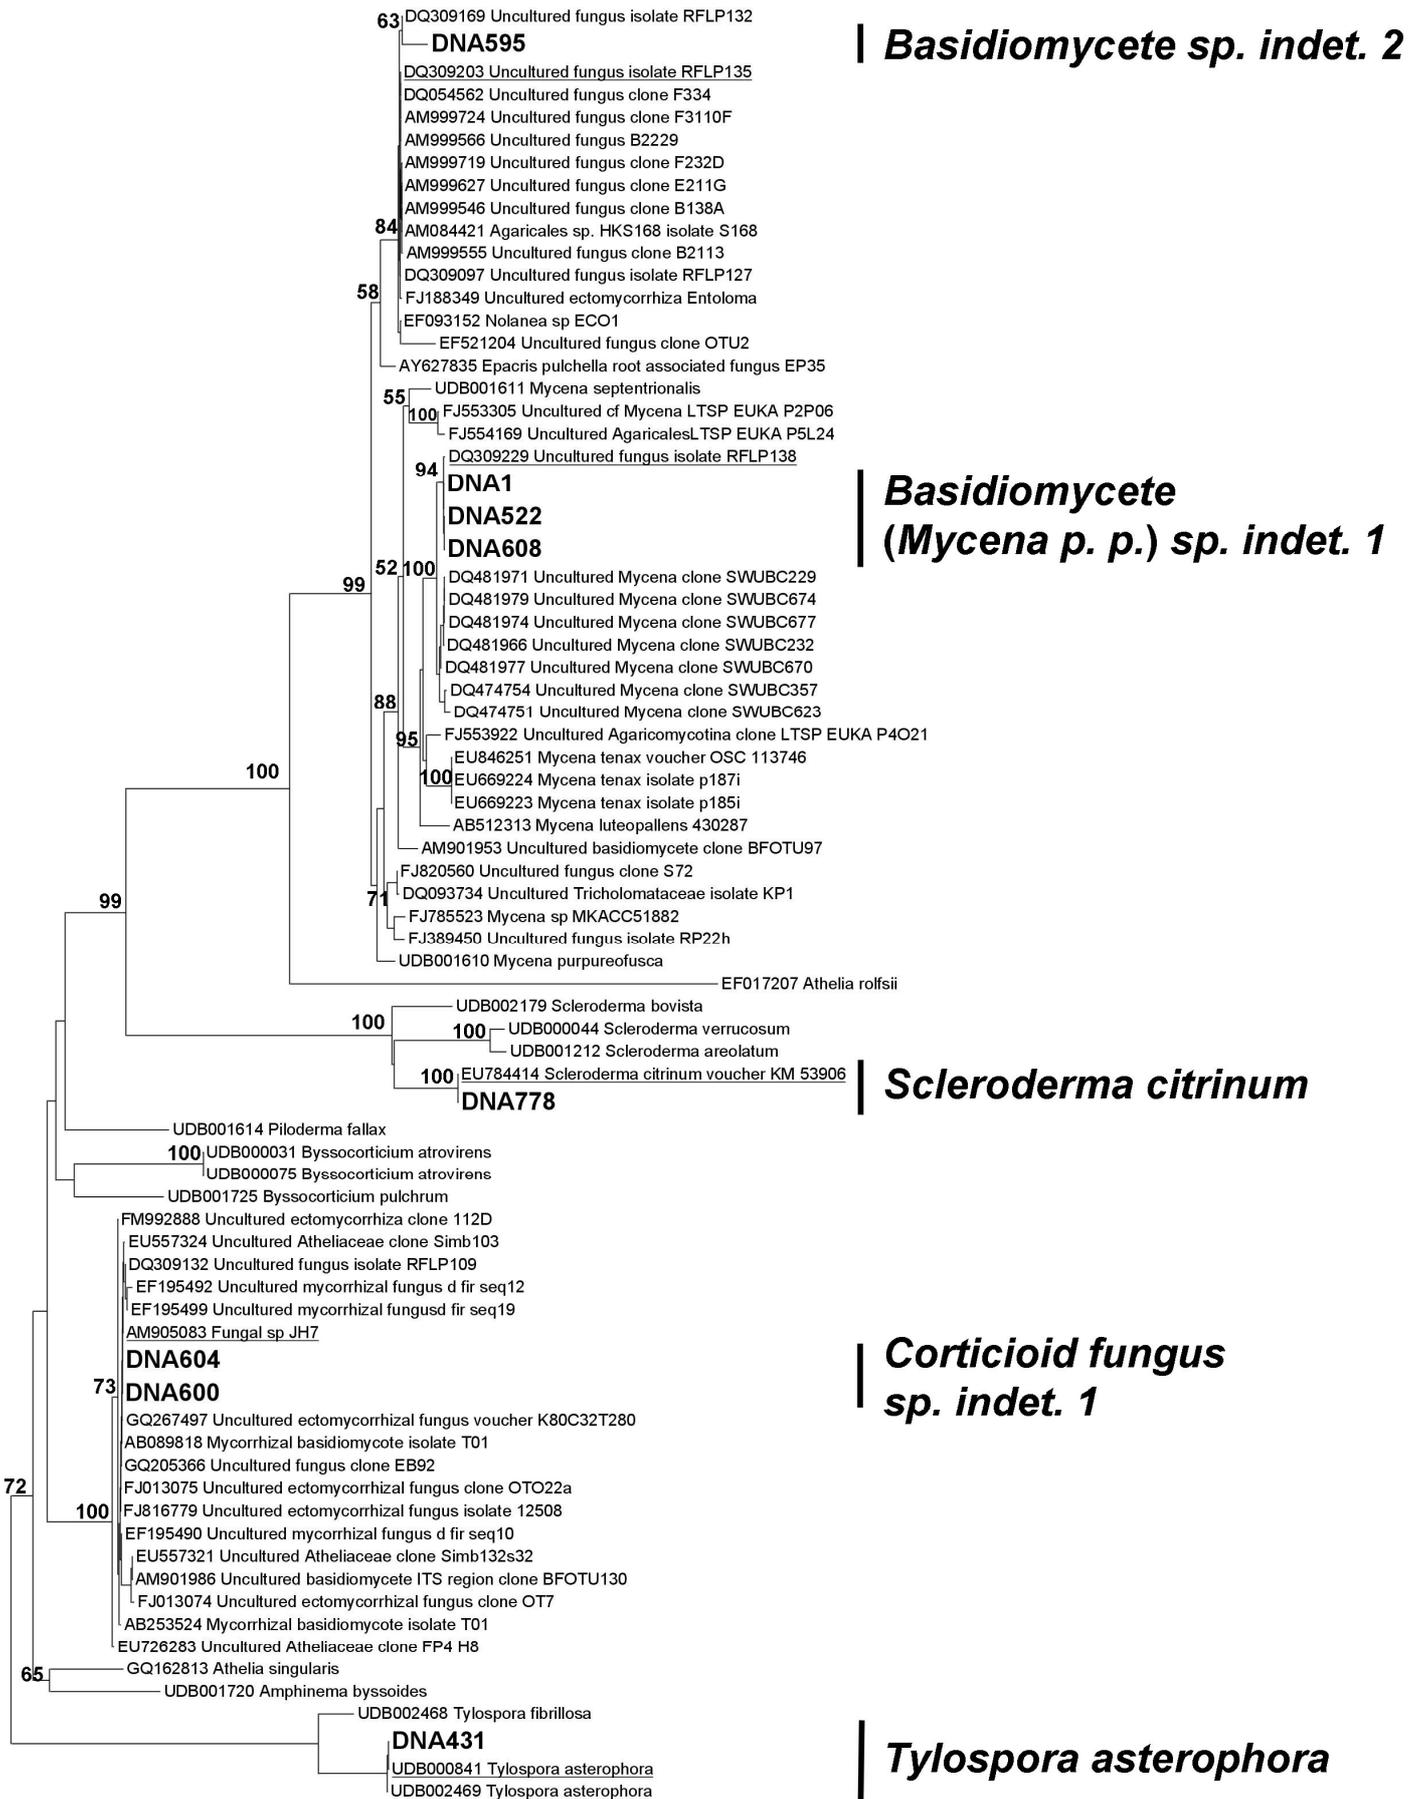 63
DQ309169 Uncultured fungus isolate RFLP132
DNA595
Basidiomycete sp. indet. 2
DQ309203 Uncultured fungus isolate RFLP135
DQ054562 Uncultured fungus clone F334
AM999724 Uncultured fungus clone F3110F
AM999566 Uncultured fungus B2229
AM999719 Uncultured fungus clone F232D
AM999627 Uncultured fungus clone E211G
AM999546 Uncultured fungus clone B138A
84
AM084421 Agaricales sp. HKS168 isolate S168
AM999555 Uncultured fungus clone B2113
DQ309097 Uncultured fungus isolate RFLP127
58
FJ188349 Uncultured ectomycorrhiza Entoloma
EF093152 Nolanea sp ECO1
EF521204 Uncultured fungus clone OTU2
AY627835 Epacris pulchella root associated fungus EP35
UDB001611 Mycena septentrionalis
55
100
FJ553305 Uncultured cf Mycena LTSP EUKA P2P06
FJ554169 Uncultured AgaricalesLTSP EUKA P5L24
DQ309229 Uncultured fungus isolate RFLP138
94
DNA1
DNA522
DNA608
Basidiomycete
(Mycena p. p.) sp. indet. 1
52
100
DQ481971 Uncultured Mycena clone SWUBC229
99
DQ481979 Uncultured Mycena clone SWUBC674
DQ481974 Uncultured Mycena clone SWUBC677
DQ481966 Uncultured Mycena clone SWUBC232
DQ481977 Uncultured Mycena clone SWUBC670
DQ474754 Uncultured Mycena clone SWUBC357
88
DQ474751 Uncultured Mycena clone SWUBC623
95
FJ553922 Uncultured Agaricomycotina clone LTSP EUKA P4O21
EU846251 Mycena tenax voucher OSC 113746
100
100
EU669224 Mycena tenax isolate p187i
EU669223 Mycena tenax isolate p185i
AB512313 Mycena luteopallens 430287
AM901953 Uncultured basidiomycete clone BFOTU97
FJ820560 Uncultured fungus clone S72
71
DQ093734 Uncultured Tricholomataceae isolate KP1
99
FJ785523 Mycena sp MKACC51882
FJ389450 Uncultured fungus isolate RP22h
UDB001610 Mycena purpureofusca
EF017207 Athelia rolfsii
UDB002179 Scleroderma bovista
100
100
UDB000044 Scleroderma verrucosum
UDB001212 Scleroderma areolatum
100
EU784414 Scleroderma citrinum voucher KM 53906
DNA778
Scleroderma citrinum
UDB001614 Piloderma fallax
100
UDB000031 Byssocorticium atrovirens
UDB000075 Byssocorticium atrovirens
UDB001725 Byssocorticium pulchrum
FM992888 Uncultured ectomycorrhiza clone 112D
EU557324 Uncultured Atheliaceae clone Simb103
DQ309132 Uncultured fungus isolate RFLP109
EF195492 Uncultured mycorrhizal fungus d fir seq12
EF195499 Uncultured mycorrhizal fungusd fir seq19
AM905083 Fungal sp JH7
DNA604
73
DNA600
Corticioid fungus
sp. indet. 1
GQ267497 Uncultured ectomycorrhizal fungus voucher K80C32T280
AB089818 Mycorrhizal basidiomycote isolate T01
GQ205366 Uncultured fungus clone EB92
72
FJ013075 Uncultured ectomycorrhizal fungus clone OTO22a
100
FJ816779 Uncultured ectomycorrhizal fungus isolate 12508
EF195490 Uncultured mycorrhizal fungus d fir seq10
EU557321 Uncultured Atheliaceae clone Simb132s32
AM901986 Uncultured basidiomycete ITS region clone BFOTU130
FJ013074 Uncultured ectomycorrhizal fungus clone OT7
AB253524 Mycorrhizal basidiomycote isolate T01
EU726283 Uncultured Atheliaceae clone FP4 H8
65
GQ162813 Athelia singularis
UDB001720 Amphinema byssoides
UDB002468 Tylospora fibrillosa
DNA431
UDB000841 Tylospora asterophora
UDB002469 Tylospora asterophora
Tylospora asterophora